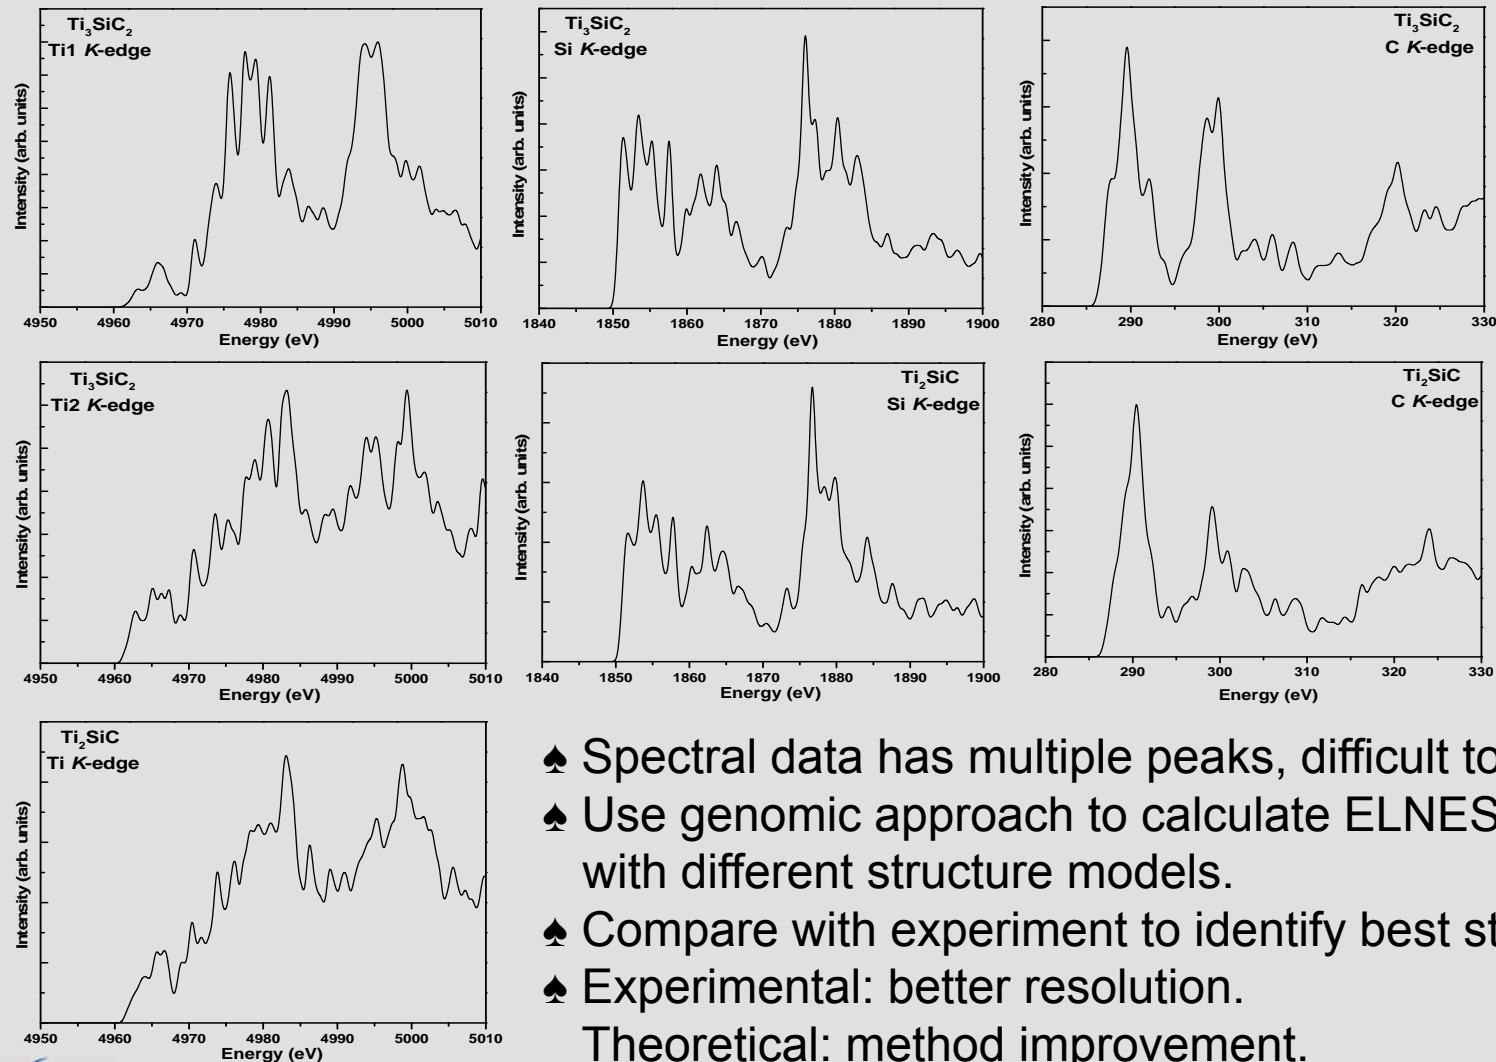 Ti3SiC2
Ti1 K-edge
Intensity (arb. units)
4950 4960 4970 4980 4990 5000 5010
Energy (eV)
Ti3SiC2
Si K-edge
Intensity (arb. units)
1840 1850 1860 1870 1880 1890 1900
Energy (eV)
Ti3SiC2
C K-edge
Intensity (arb. units)
280 290 300 310 320 330
Energy (eV)
Ti3SiC2
Ti2 K-edge
Intensity (arb. units)
4950 4960 4970 4980 4990 5000 5010
Energy (eV)
Ti2SiC
Si K-edge
Intensity (arb. units)
1840 1850 1860 1870 1880 1890 1900
Energy (eV)
Ti2SiC
C K-edge
Intensity (arb. units)
280 290 300 310 320 330
Energy (eV)
Ti2SiC
Ti K-edge
Intensity (arb. units)
4950 4960 4970 4980 4990 5000 5010
Energy (eV)
♠ Spectral data has multiple peaks, difficult to
♠ Use genomic approach to calculate ELNES
with different structure models.
♠ Compare with experiment to identify best st
♠ Experimental: better resolution.
Theoretical: method improvement.